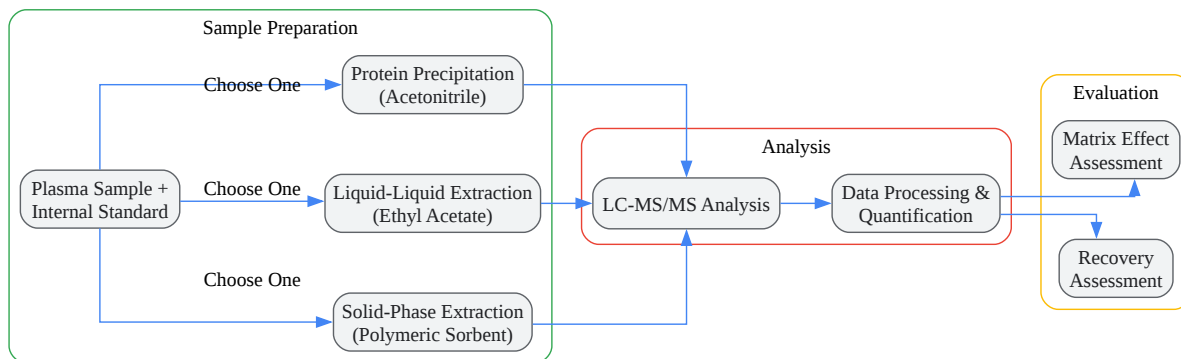 Sample Preparation
Choose One
Protein Precipitation
(Acetonitrile)
Plasma Sample +
Internal Standard
Choose One
Liquid-Liquid Extraction
(Ethyl Acetate)
Choose One
Solid-Phase Extraction
(Polymeric Sorbent)
Analysis
LC-MS/MS Analysis
Data Processing &
Quantification
Evaluation
Matrix Effect
Assessment
Recovery
Assessment